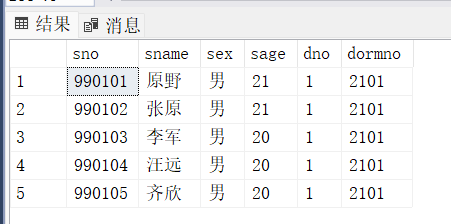 结果 消息
sno sname sex sage dno dormno
1 990101 原野 男 21 1 2101
2 990102 张原 男 21 1 2101
3 990103 李军 男 20 1 2101
4 990104 汪远 男 20 1 2101
5 990105 齐欣 男 20 1 2101